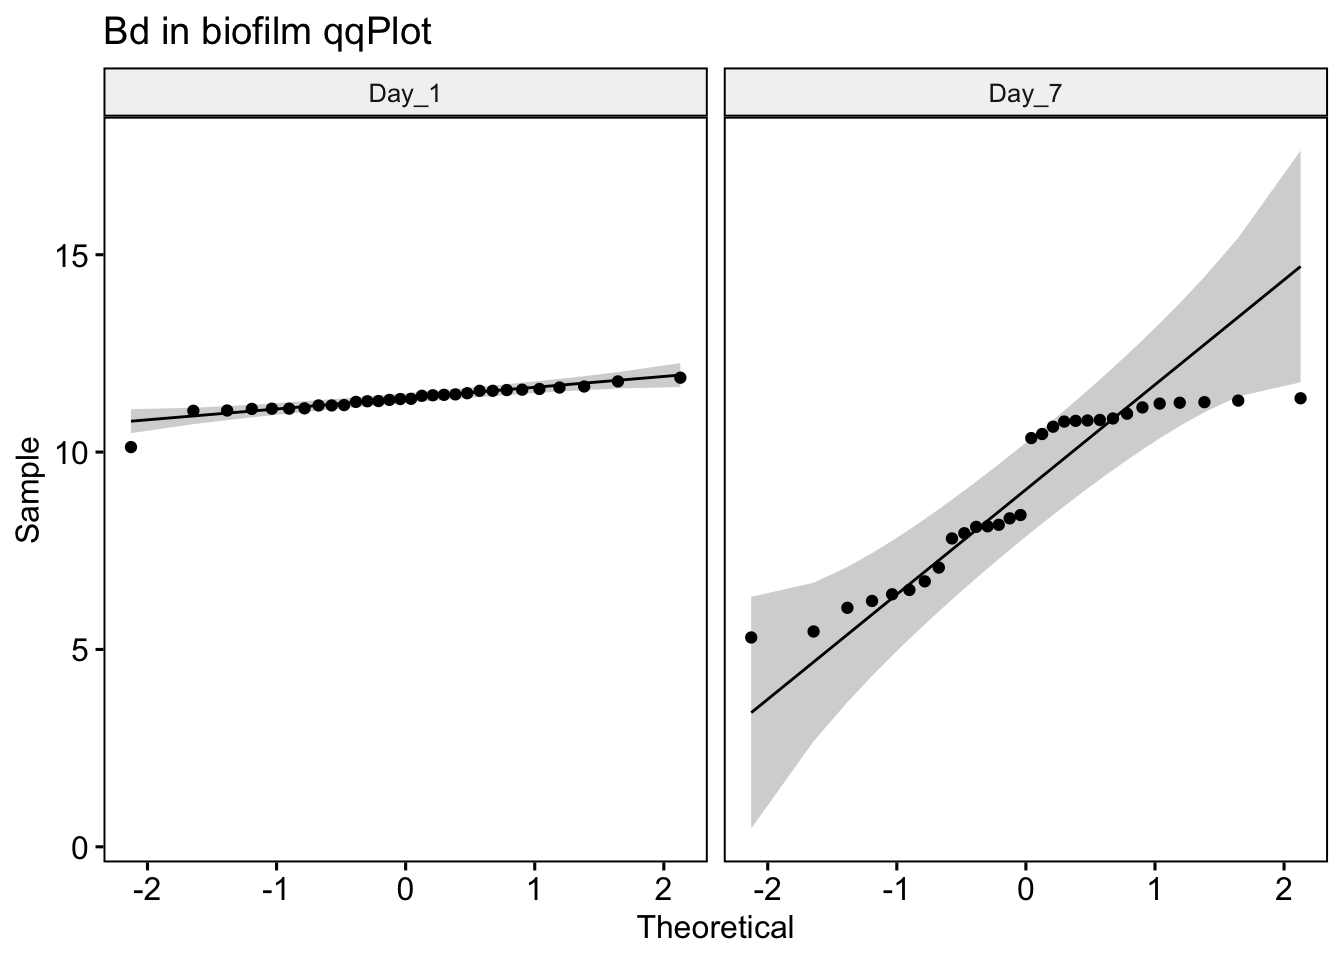 Bd in biofilm qqPlot
Day_1 Day_7
Sample
15
10
5
0
-2 -1 0 1 2 -2 -1 0 1 2
Theoretical